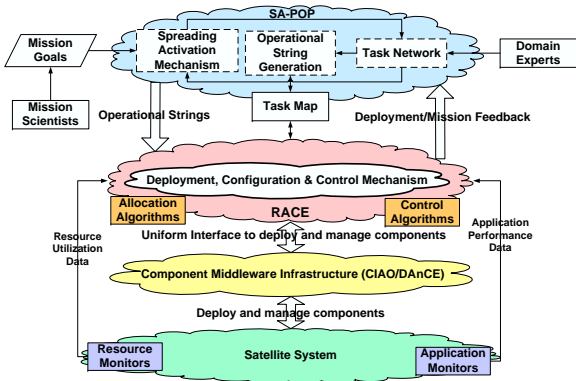 SA-POP
Mission
Goals
Spreading
Activation
Mechanism
Operational
String
Generation
Task Network
Domain
Experts
Mission
Scientists
Operational Strings
Task Map
Deployment/Mission Feedback
Deployment, Configuration & Control Mechanism
Allocation
Algorithms
RACE
Control
Algorithms
Resource
Utilization
Data
Uniform Interface to deploy and manage components
Application
Performance
Data
Component Middleware Infrastructure (CIAO/DAnCE)
Deploy and manage components
Resource
Monitors
Satellite System
Application
Monitors